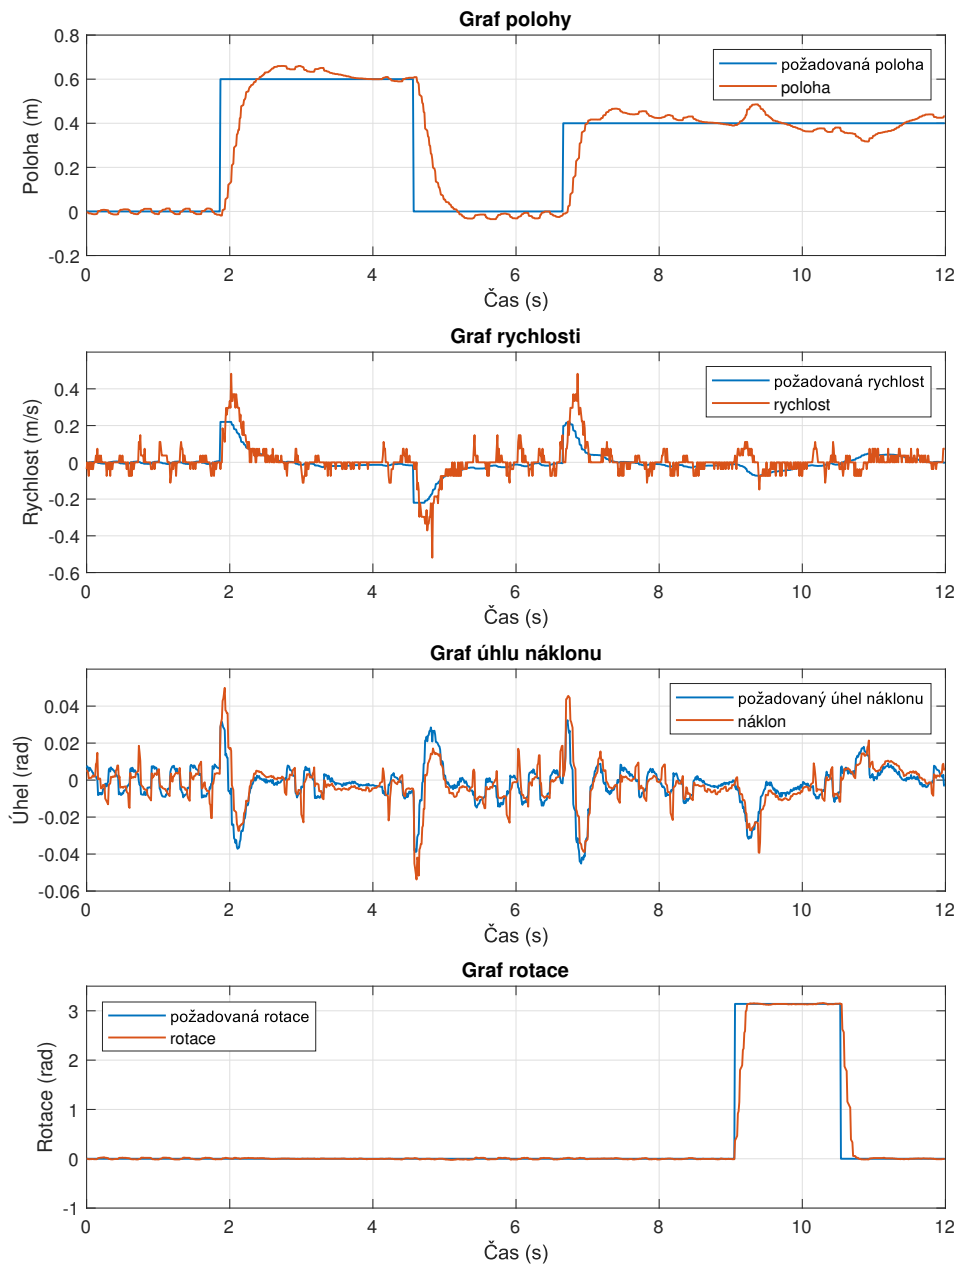 Graf polohy
0.8
0.6
0.4
0.2
0
-0.2
Poloha (m)
požadovaná poloha
poloha
0 2 4 6 8 10 12
Čas (s)
Graf rychlosti
0.4
0.2
0
-0.2
-0.4
-0.6
Rychlost (m/s)
požadovaná rychlost
rychlost
0 2 4 6 8 10 12
Čas (s)
Graf úhlu náklonu
0.04
0.02
0
-0.02
-0.04
-0.06
Úhel (rad)
požadovaný úhel náklonu
náklon
0 2 4 6 8 10 12
Čas (s)
Graf rotace
3
2
1
0
-1
Rotace (rad)
požadovaná rotace
rotace
0 2 4 6 8 10 12
Čas (s)